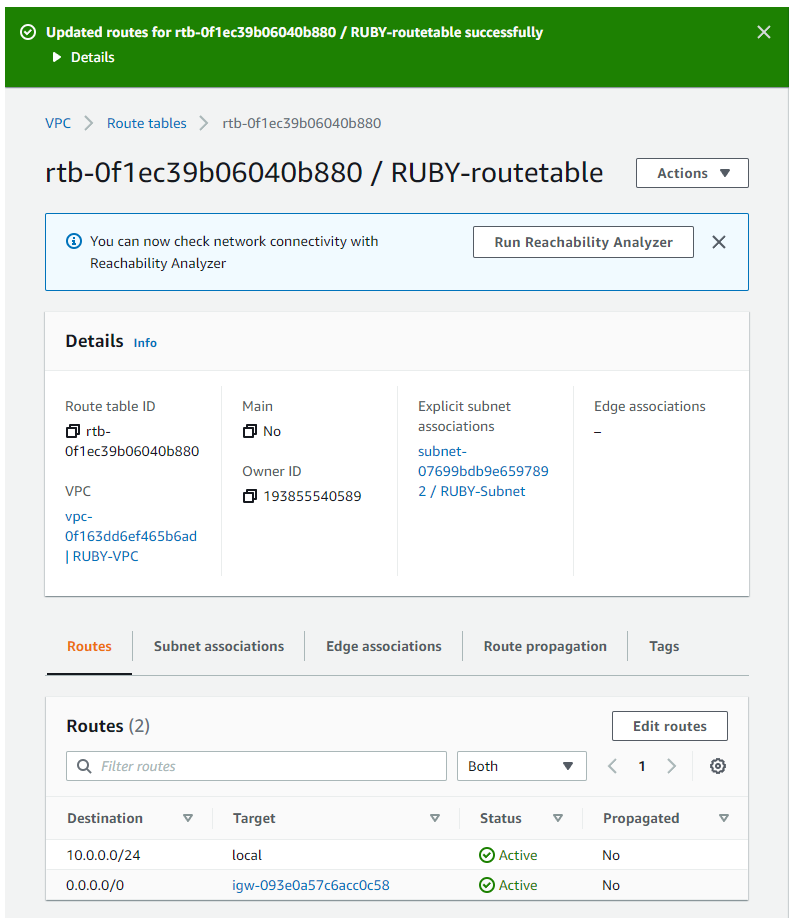 Updated routes for rtb-0f1ec39b06040b880 / RUBY-routetable successfully
Details
VPC > Route tables > rtb-0f1ec39b06040b880
rtb-0f1ec39b06040b880 / RUBY-routetable
Actions
You can now check network connectivity with
Reachability Analyzer
Run Reachability Analyzer
Details Info
Route table ID
rtb-
0f1ec39b06040b880
VPC
vpc-
0f163dd6ef465b6ad
| RUBY-VPC
Main
No
Owner ID
193855540589
Explicit subnet
associations
subnet-
07699bdb9e659789
2 / RUBY-Subnet
Edge associations
–
Routes
Subnet associations
Edge associations
Route propagation
Tags
Routes (2)
Edit routes
Filter routes
Both
1
Destination Target Status Propagated
10.0.0.0/24 local Active No
0.0.0.0/0 igw-093e0a57c6acc0c58 Active No